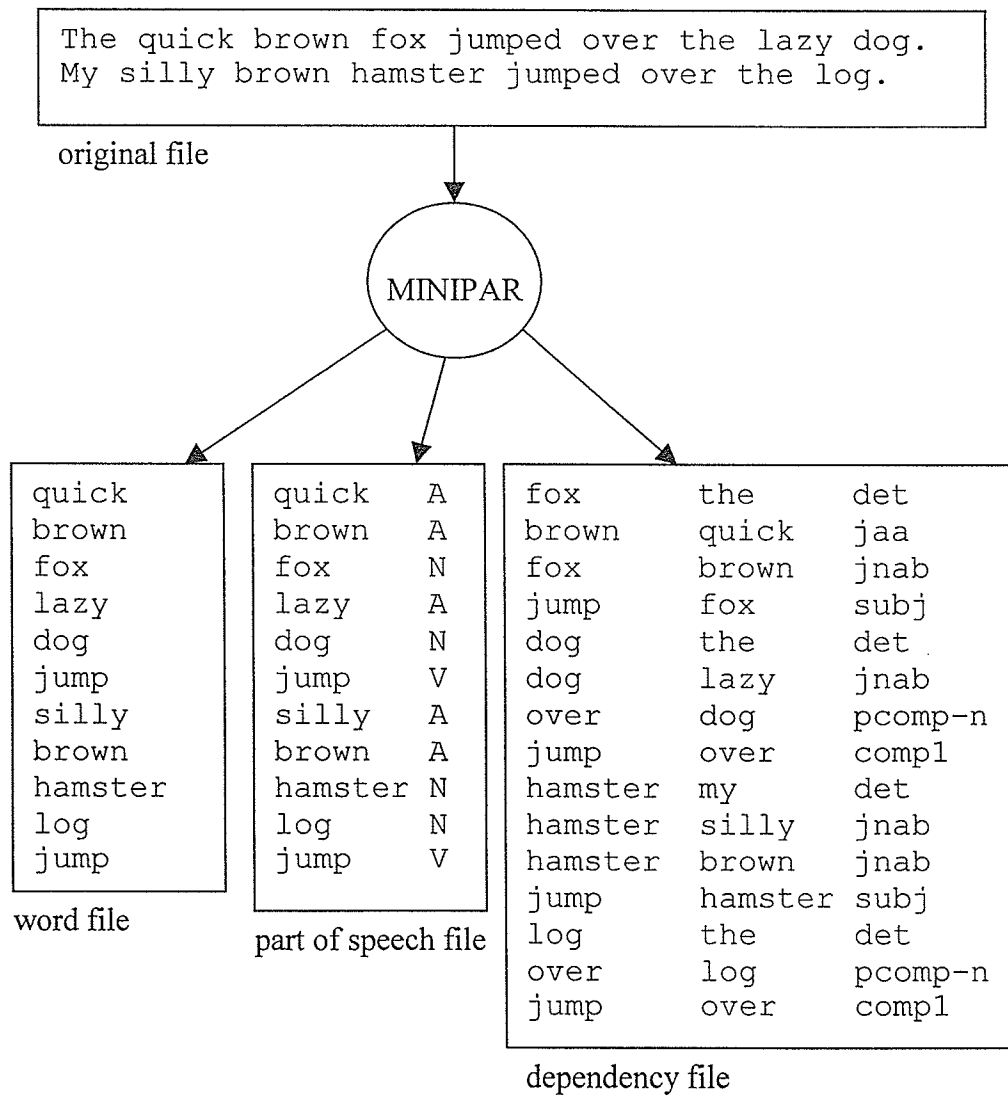 The quick brown fox jumped over the lazy dog.
My silly brown hamster jumped over the log.
original file
MINIPAR
quick
brown
fox
lazy
dog
jump
silly
brown
hamster
log
jump
word file
quick A
brown A
fox N
lazy A
dog N
jump V
silly A
brown A
hamster N
log N
jump V
part of speech file
fox the det
brown quick jaa
fox brown jnab
jump fox subj
dog the det
dog lazy jnab
over dog pcomp-n
jump over comp1
hamster my det
hamster silly jnab
hamster brown jnab
jump hamster subj
log the det
over log pcomp-n
jump over comp1
dependency file